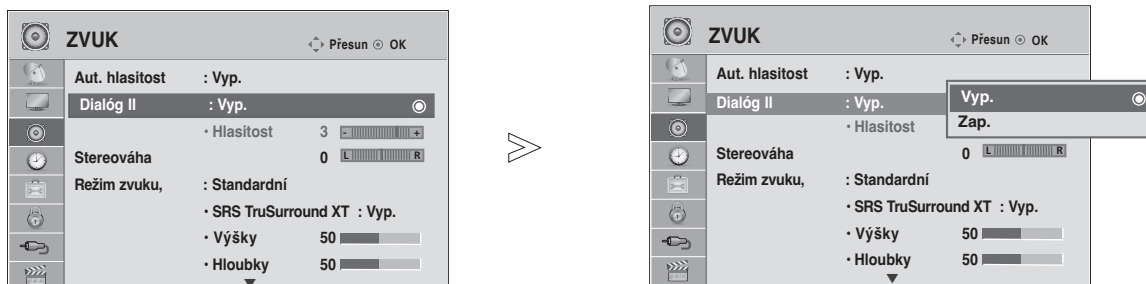 ZVUK
Přesun OK
Aut. hlasitost : Vyp.
Dialóg II : Vyp.
• Hlasitost 3 - +
Stereováha 0 L R
Režim zvuku, : Standardní
• SRS TruSurround XT : Vyp.
• Výšky 50
• Hloubky 50
ZVUK
Přesun OK
Aut. hlasitost : Vyp.
Dialóg II : Vyp.
Vyp.
Zap.
• Hlasitost
Stereováha 0 L R
Režim zvuku, : Standardní
• SRS TruSurround XT : Vyp.
• Výšky 50
• Hloubky 50